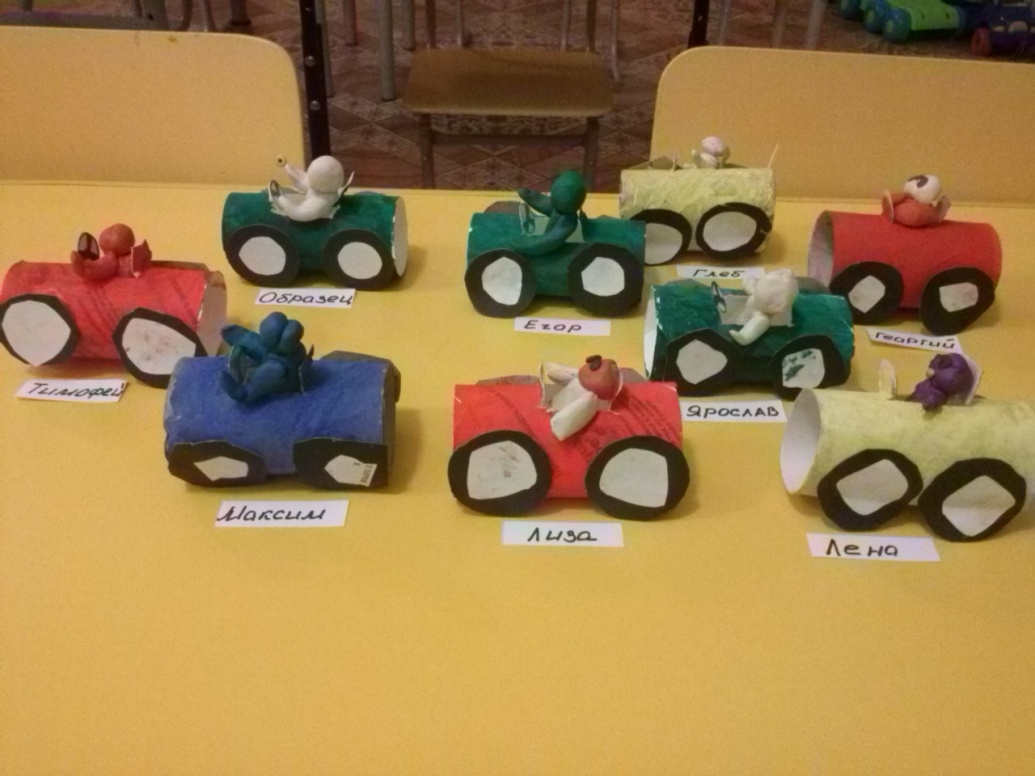 Глеб
Образец
Егор
Георгий
Тимофей
Ярослав
Максим
Лиза
Лена